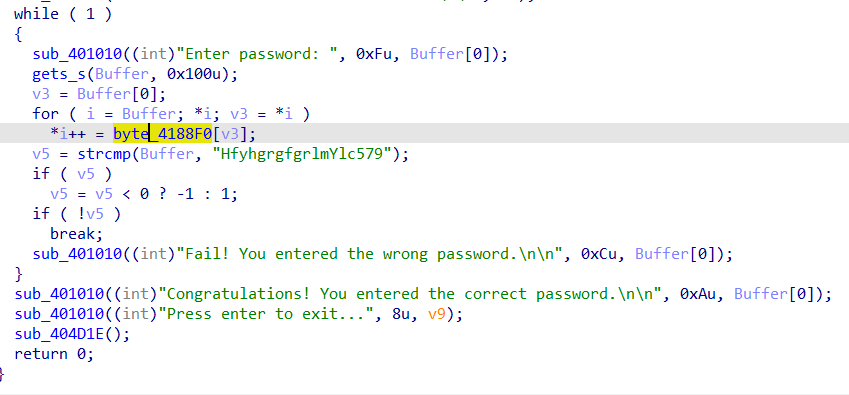 while ( 1 )
{
sub_401010((int)"Enter password: ", 0xFu, Buffer[0]);
gets_s(Buffer, 0x100u);
v3 = Buffer[0];
for ( i = Buffer; *i; v3 = *i )
*i++ = byte_4188F0[v3];
v5 = strcmp(Buffer, "HfyhgrgfgrlmYlc579");
if ( v5 )
v5 = v5 < 0 ? -1 : 1;
if ( !v5 )
break;
sub_401010((int)"Fail! You entered the wrong password.\n\n", 0xCu, Buffer[0]);
}
sub_401010((int)"Congratulations! You entered the correct password.\n\n", 0xAu, Buffer[0]);
sub_401010((int)"Press enter to exit...", 8u, v9);
sub_404D1E();
return 0;
}